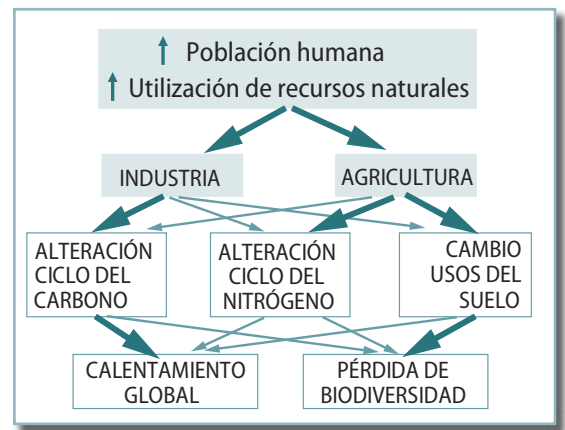 ↑ Población humana
↑ Utilización de recursos naturales
INDUSTRIA
AGRICULTURA
ALTERACIÓN
CICLO DEL
CARBONO
ALTERACIÓN
CICLO DEL
NITRÓGENO
CAMBIO
USOS DEL
SUELO
CALENTAMIENTO
GLOBAL
PÉRDIDA DE
BIODIVERSIDAD